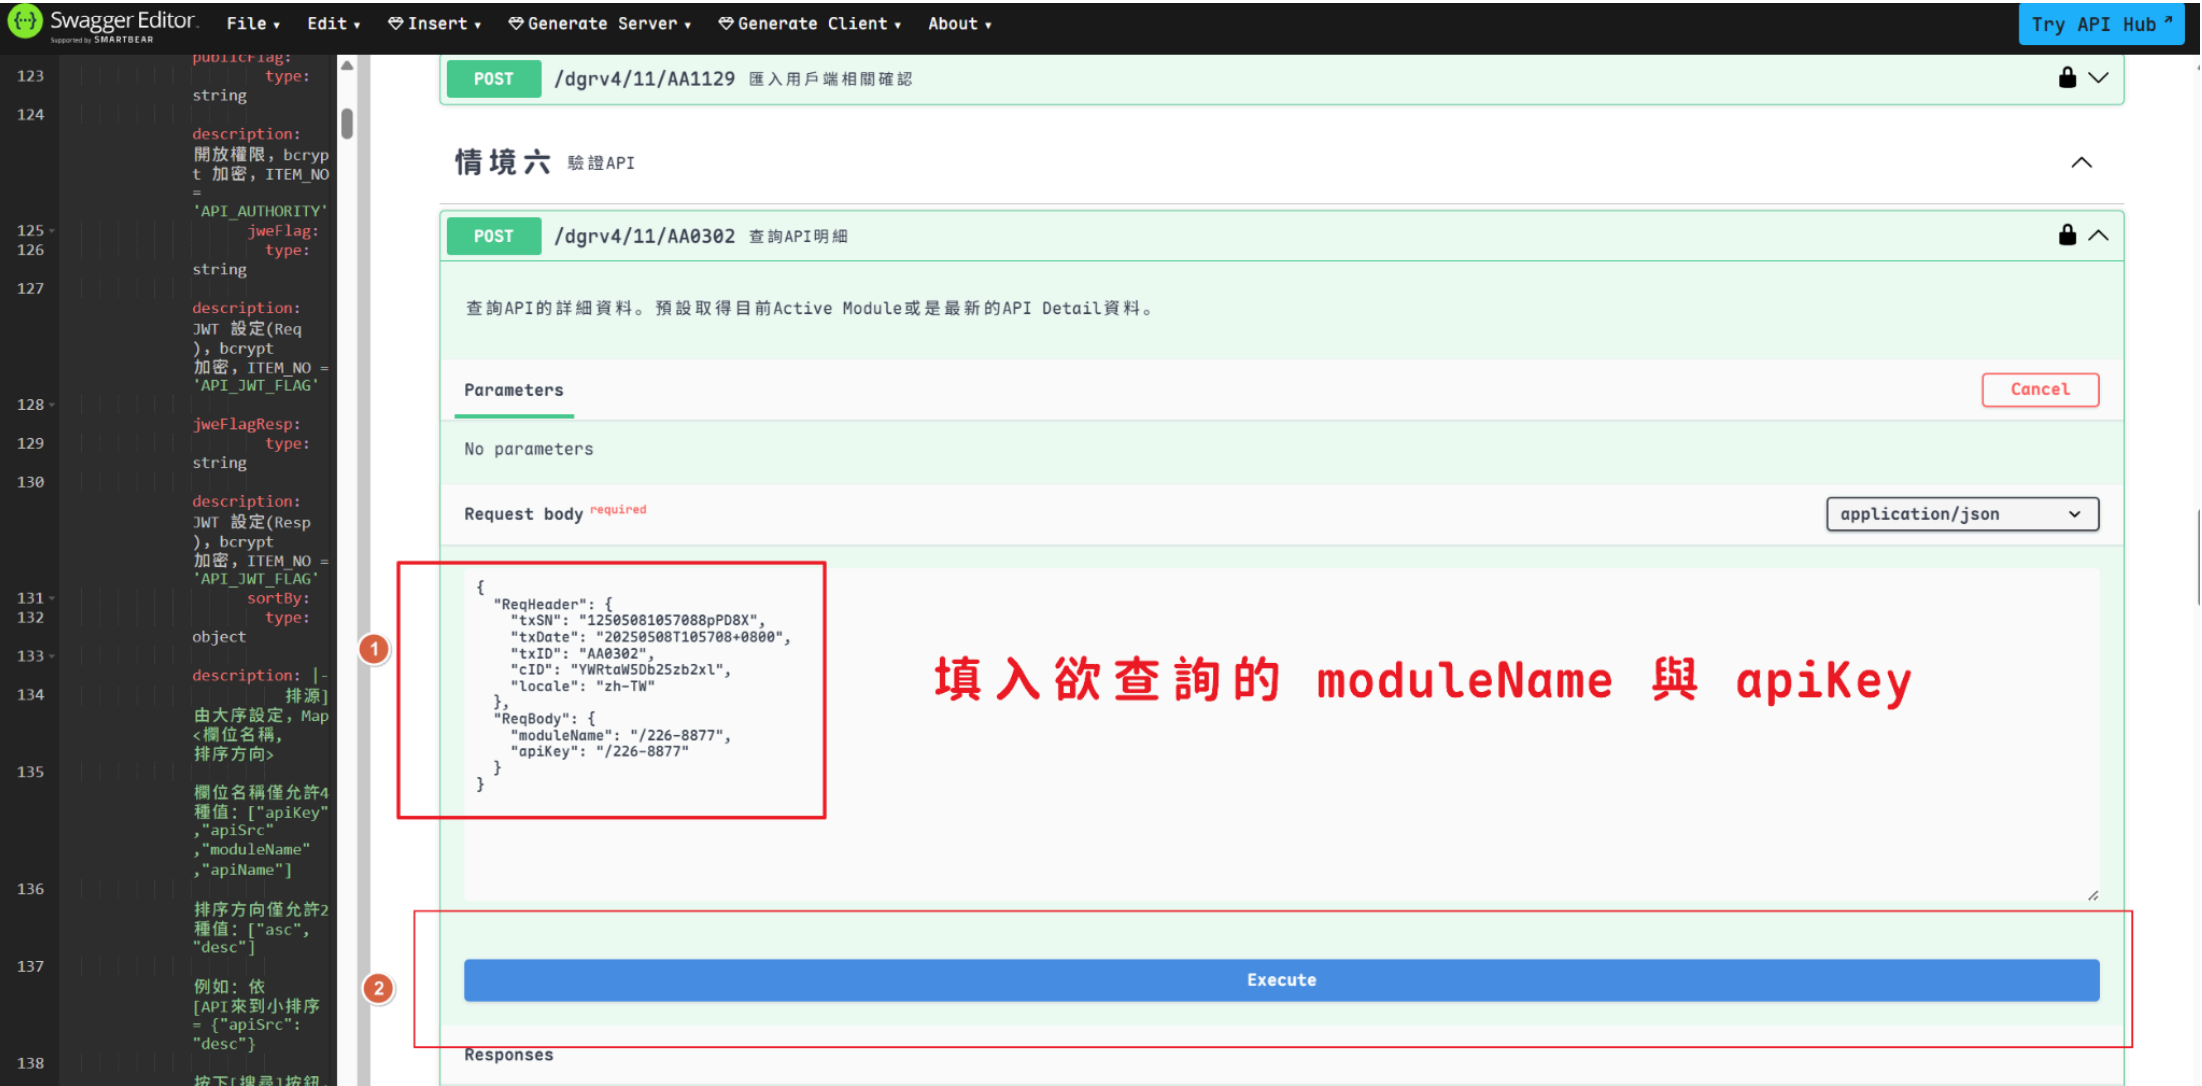 Swagger Editor.
Supported by SMARTBEAR
File
Edit
Insert
Generate Server
Generate Client
About
Try API Hub
publicFlag:
123
type:
string
124
description:
開放權限, bcryp
t 加密, ITEM_NO
=
'API_AUTHORITY'
125
jweFlag:
126
type:
string
127
description:
JWT 設定(Req
), bcrypt
加密, ITEM_NO =
'API_JWT_FLAG'
128
jweFlagResp:
129
type:
string
130
description:
JWT 設定(Resp
), bcrypt
加密, ITEM_NO =
'API_JWT_FLAG'
131
sortBy:
132
type:
object
133
description: |-
134
排源]
由大序設定, Map
<欄位名稱,
排序方向>
135
欄位名稱僅允許4
種值: ["apiKey"
,"apiSrc"
,"moduleName"
,"apiName"]
136
排序方向僅允許2
種值: ["asc",
"desc"]
137
例如: 依
[API來到小排序
= {"apiSrc":
"desc"}
138
按下[搜尋]按鈕
POST /dgrv4/11/AA1129 匯入用戶端相關確認
情境六 驗證API
POST /dgrv4/11/AA0302 查詢API明細
查詢API的詳細資料。預設取得目前Active Module或是最新的API Detail資料。
Parameters
Cancel
No parameters
Request body required
application/json
1
{
"ReqHeader": {
"txSN": "12505081057088pPD8X",
"txDate": "20250508T105708+0800",
"txID": "AA0302",
"cID": "YWRtaW5Db25zb2xl",
"locale": "zh-TW"
},
"ReqBody": {
"moduleName": "/226-8877",
"apiKey": "/226-8877"
}
}
填入欲查詢的 moduleName 與 apiKey
2
Execute
Responses